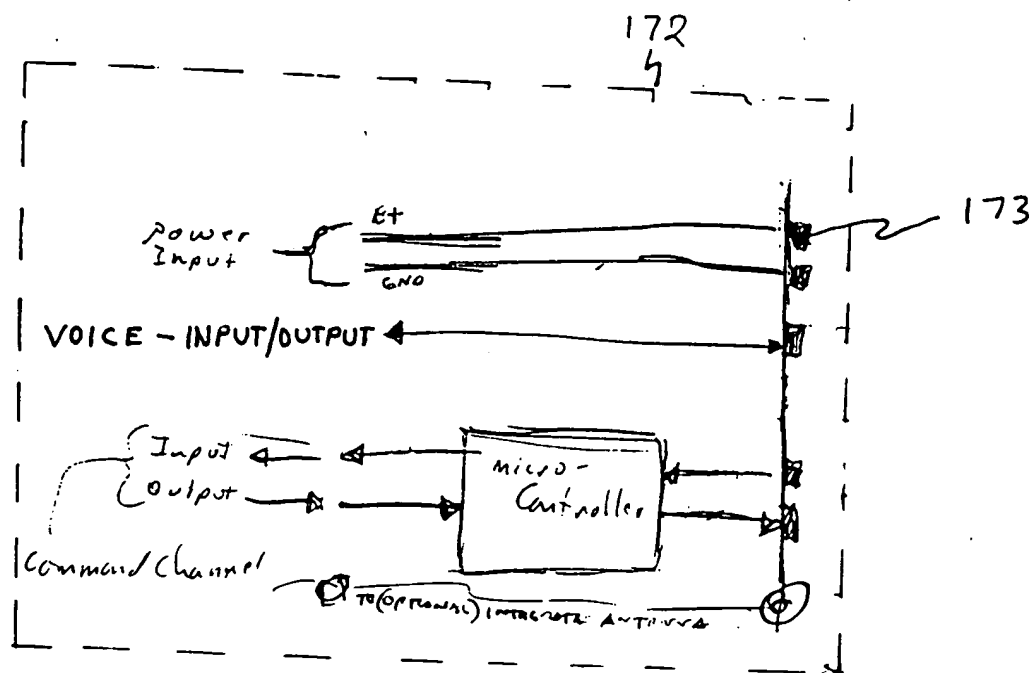 172
173
Power
Input
E+
GND
VOICE - INPUT/OUTPUT
Input
Output
Micro-
Controller
Command Channel
TO (OPTIONAL) INTEGRATE ANTENNA